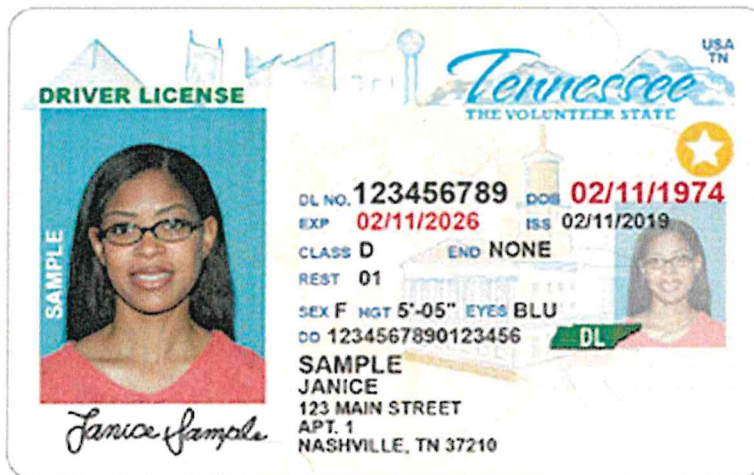 USA
TN
Tennessee
THE VOLUNTEER STATE
DRIVER LICENSE
SAMPLE
DL NO. 123456789 DOB 02/11/1974
EXP 02/11/2026 ISS 02/11/2019
CLASS D END NONE
REST 01
SEX F HGT 5'-05" EYES BLU
DD 1234567890123456
DL
SAMPLE
JANICE
123 MAIN STREET
APT. 1
NASHVILLE, TN 37210
Janice Sample